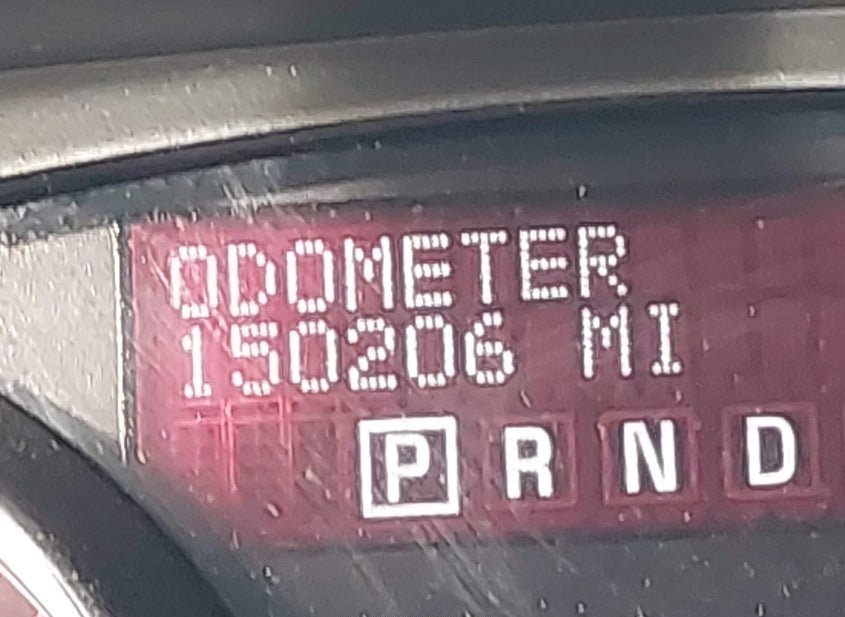 ODOMETER
150206 MI
P R N D